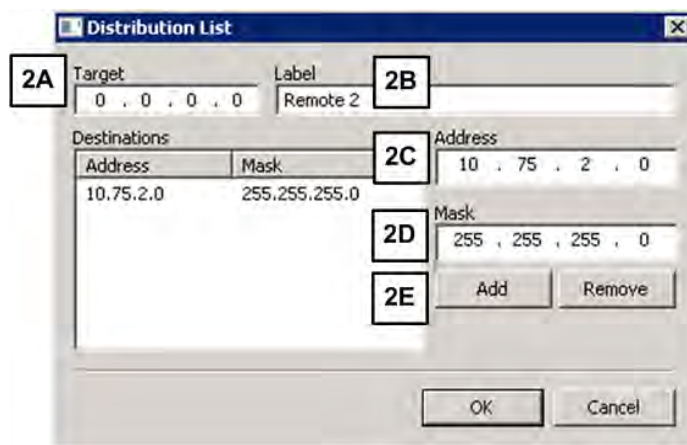 Distribution List
2A
Target
0 . 0 . 0 . 0
Label
Remote 2
2B
Destinations
Address Mask
10.75.2.0 255.255.255.0
2C
Address
10 . 75 . 2 . 0
2D
Mask
255 . 255 . 255 . 0
2E
Add
Remove
OK
Cancel